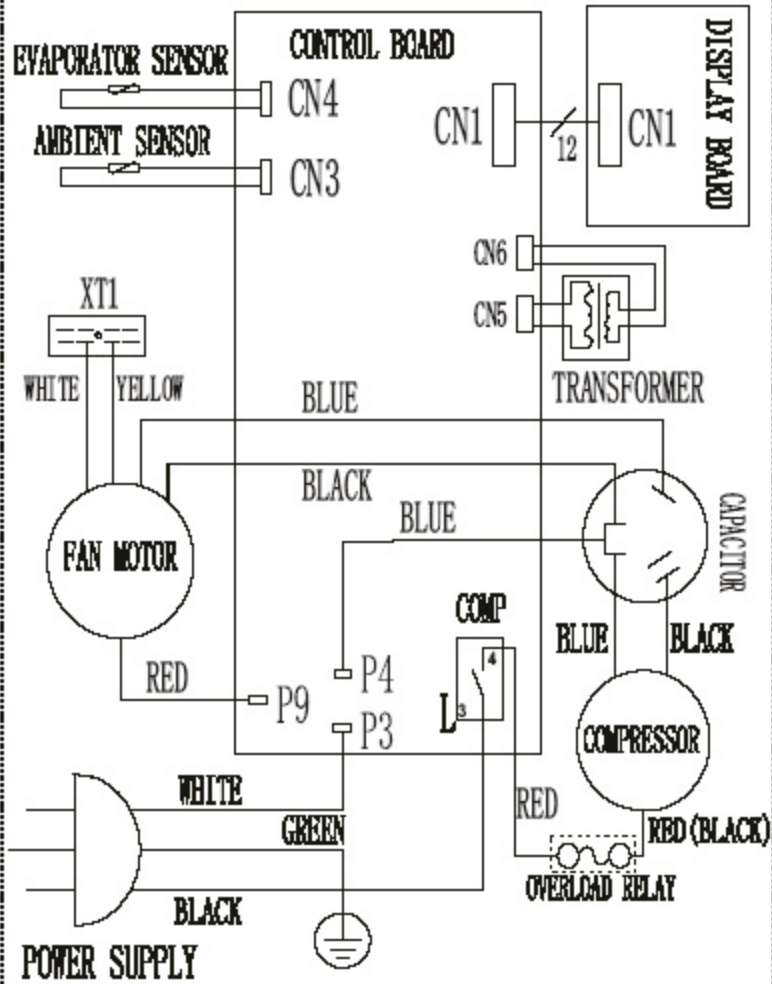 CONTROL BOARD
EVAPORATOR SENSOR
CN4
AMBIENT SENSOR
CN3
CN1
12
CN1
DISPLAY BOARD
CN6
CN5
TRANSFORMER
XT1
WHITE
YELLOW
BLUE
BLACK
BLUE
CAPACITOR
FAN MOTOR
COMP
4
L
3
BLUE
BLACK
RED
P9
P4
P3
COMPRESSOR
WHITE
GREEN
RED
RED(BLACK)
OVERLOAD RELAY
BLACK
POWER SUPPLY